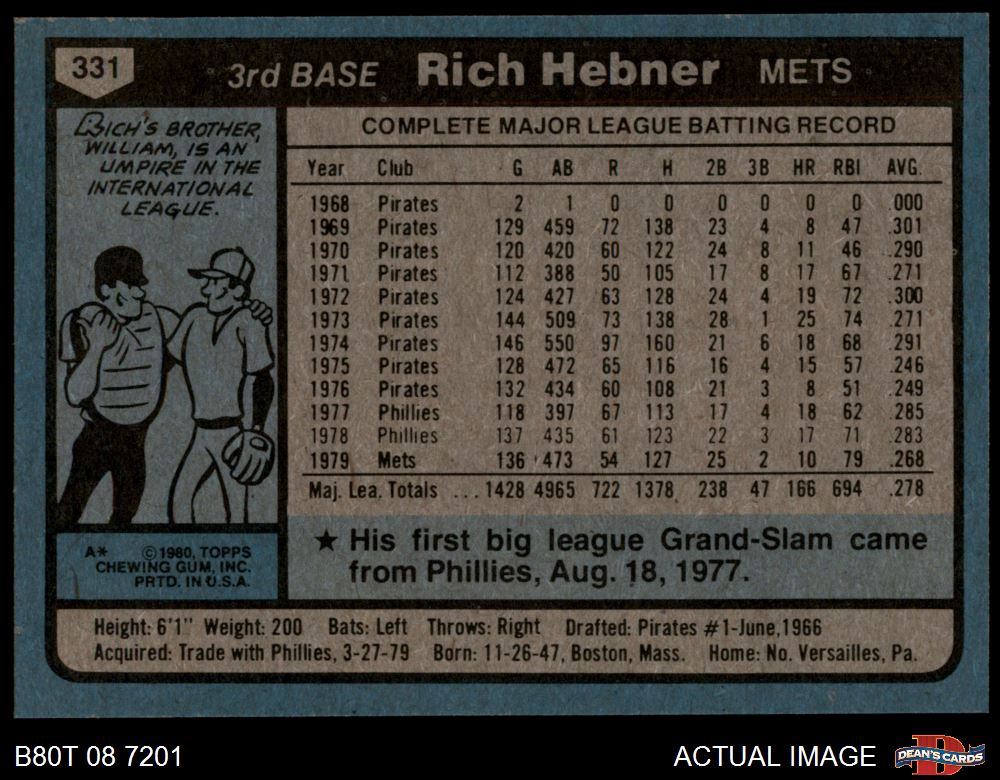 331
3rd BASE Rich Hebner METS
RICH'S BROTHER,
WILLIAM, IS AN
UMPIRE IN THE
INTERNATIONAL
LEAGUE.
COMPLETE MAJOR LEAGUE BATTING RECORD
Year Club G AB R H 2B 3B HR RBI AVG.
1968 Pirates 2 1 0 0 0 0 0 0 .000
1969 Pirates 129 459 72 138 23 4 8 47 .301
1970 Pirates 120 420 60 122 24 8 11 46 .290
1971 Pirates 112 388 50 105 17 8 17 67 .271
1972 Pirates 124 427 63 128 24 4 19 72 .300
1973 Pirates 144 509 73 138 28 1 25 74 .271
1974 Pirates 146 550 97 160 21 6 18 68 .291
1975 Pirates 128 472 65 116 16 4 15 57 .246
1976 Pirates 132 434 60 108 21 3 8 51 .249
1977 Phillies 118 397 67 113 17 4 18 62 .285
1978 Phillies 137 435 61 123 22 3 17 71 .283
1979 Mets 136 473 54 127 25 2 10 79 .268
Maj. Lea. Totals ... 1428 4965 722 1378 238 47 166 694 .278
★ His first big league Grand-Slam came
from Phillies, Aug. 18, 1977.
A* ©1980, TOPPS
CHEWING GUM, INC.
PRTD. IN U.S.A.
Height: 6'1" Weight: 200 Bats: Left Throws: Right Drafted: Pirates #1-June,1966
Acquired: Trade with Phillies, 3-27-79 Born: 11-26-47, Boston, Mass. Home: No. Versailles, Pa.
B80T 08 7201 ACTUAL IMAGE
D
DEAN'S CARDS